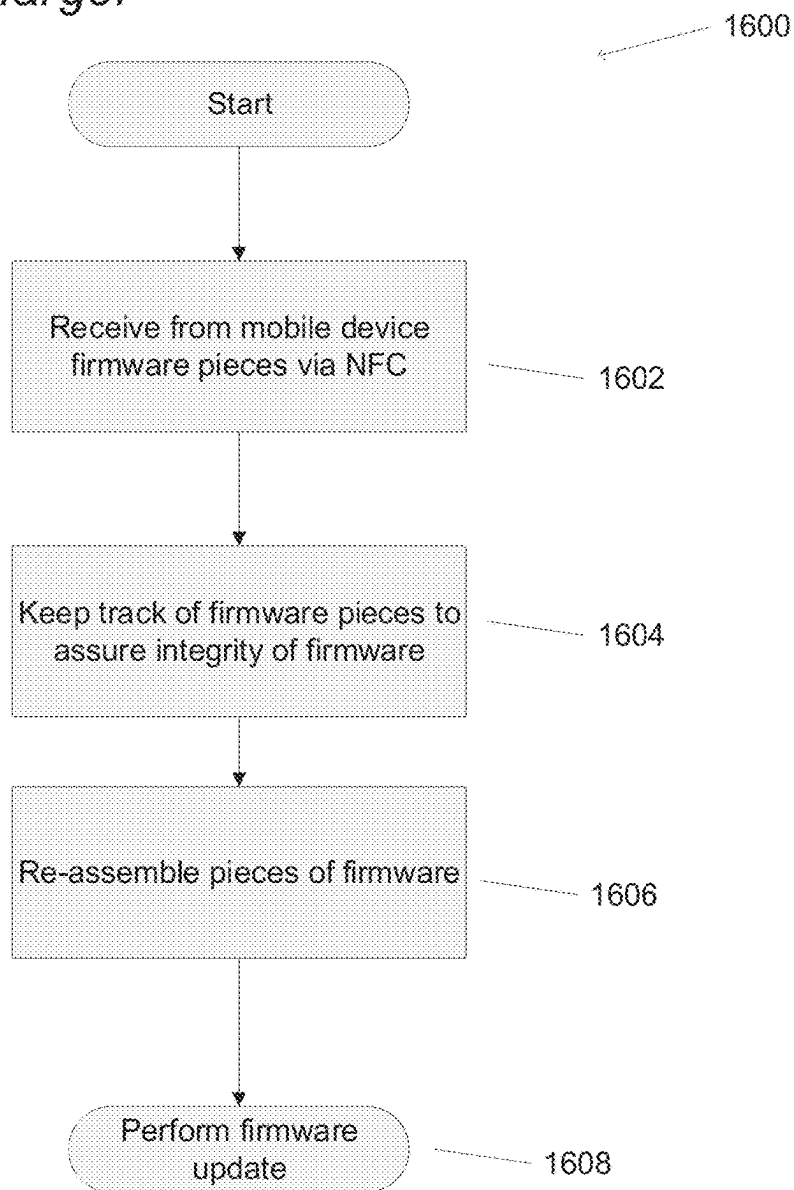 1600
Start
Receive from mobile device
firmware pieces via NFC
1602
Keep track of firmware pieces to
assure integrity of firmware
1604
Re-assemble pieces of firmware
1606
Perform firmware
update
1608